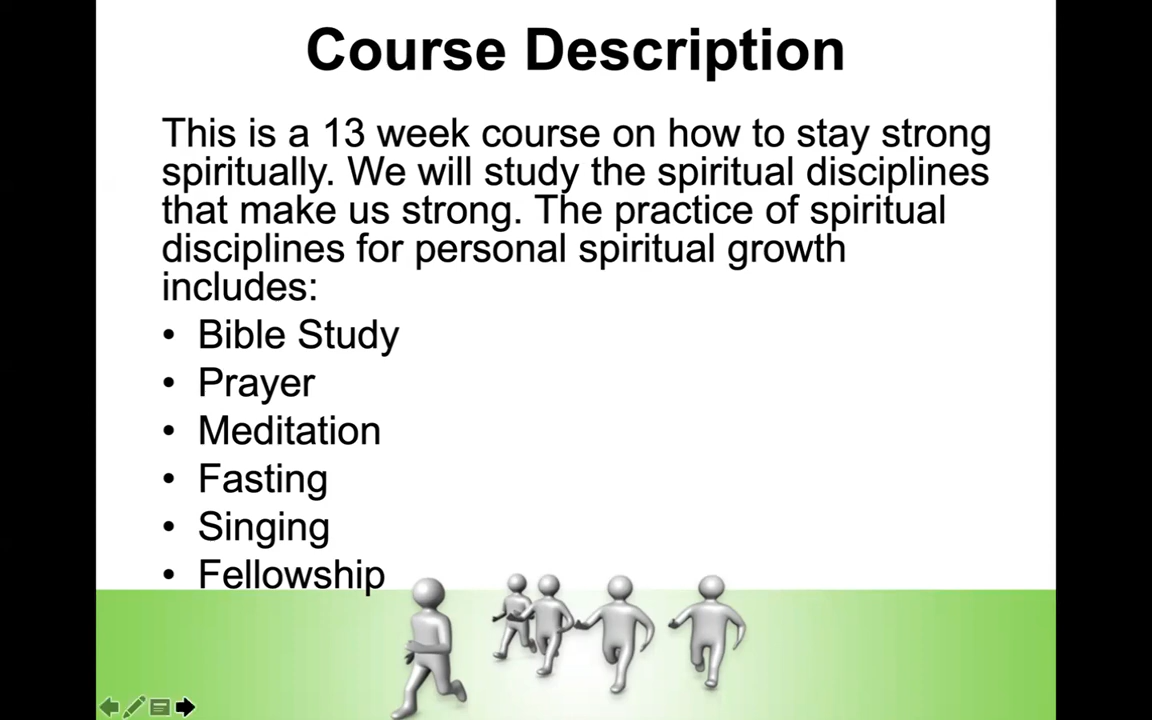 Course Description
This is a 13 week course on how to stay strong
spiritually. We will study the spiritual disciplines
that make us strong. The practice of spiritual
disciplines for personal spiritual growth
includes:
• Bible Study
• Prayer
• Meditation
• Fasting
• Singing
• Fellowship